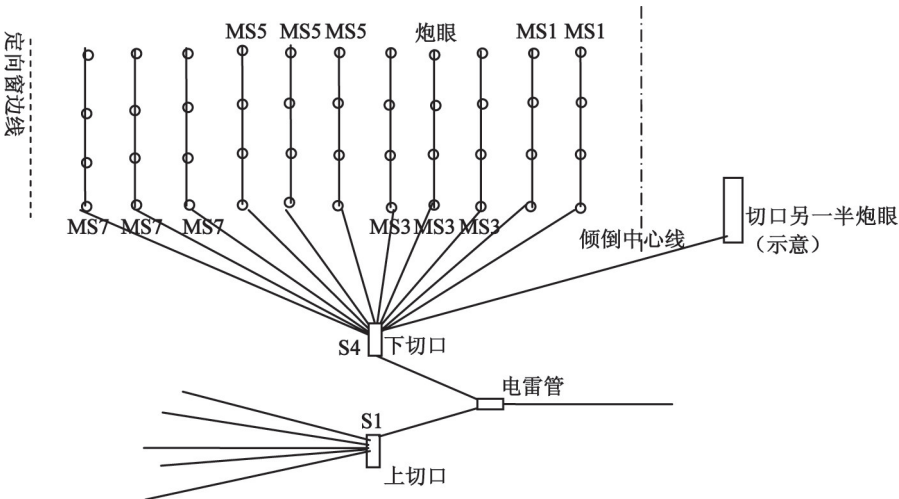 定向窗边线
MS5 MS5 MS5 炮眼 MS1 MS1
MS7 MS7 MS7 MS3 MS3 MS3
倾倒中心线
切口另一半炮眼
（示意）
S4 下切口
电雷管
S1
上切口